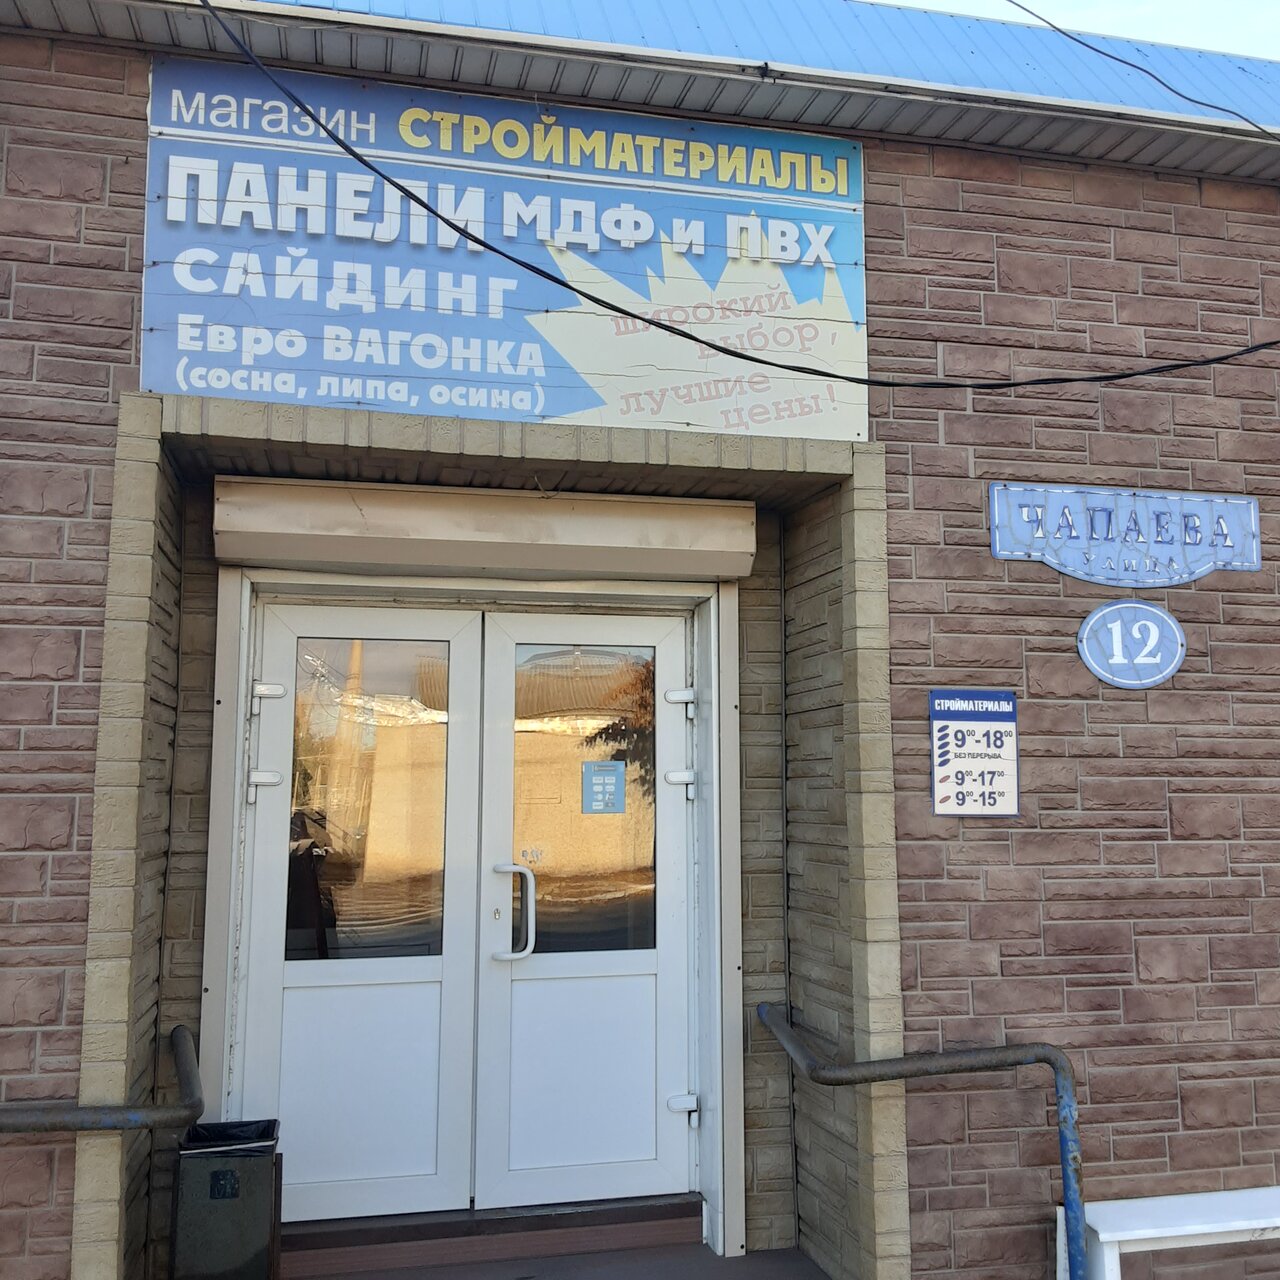 магазин СТРОЙМАТЕРИАЛЫ
ПАНЕЛИ МДФ и ПВХ
САЙДИНГ
Евро ВАГОНКА
(сосна, липа, осина)
широкий
выбор,
лучшие
цены!
ЧАПАЕВА
УЛИЦА
12
СТРОЙМАТЕРИАЛЫ
9⁰⁰-18⁰⁰
БЕЗ ПЕРЕРЫВА
9⁰⁰-17⁰⁰
9⁰⁰-15⁰⁰